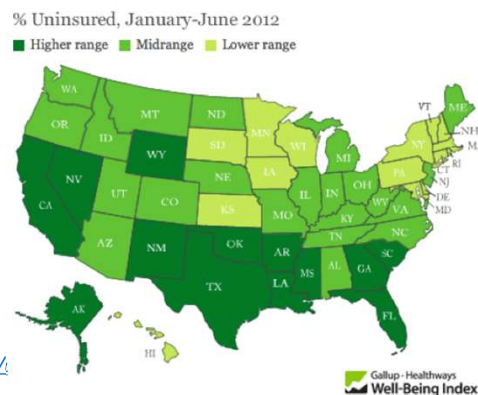 % Uninsured, January-June 2012
Higher range Midrange Lower range
WA
OR
ID
MT
ND
MN
WI
MI
VT
ME
NH
NY
RI
CT
NJ
DE
MD
PA
SD
WY
NV
CA
UT
CO
NE
IA
IL
IN
OH
WV
VA
KS
MO
KY
AZ
NM
OK
AR
TN
NC
SC
TX
LA
MS
AL
GA
FL
AK
HI
Gallup·Healthways
Well-Being Index